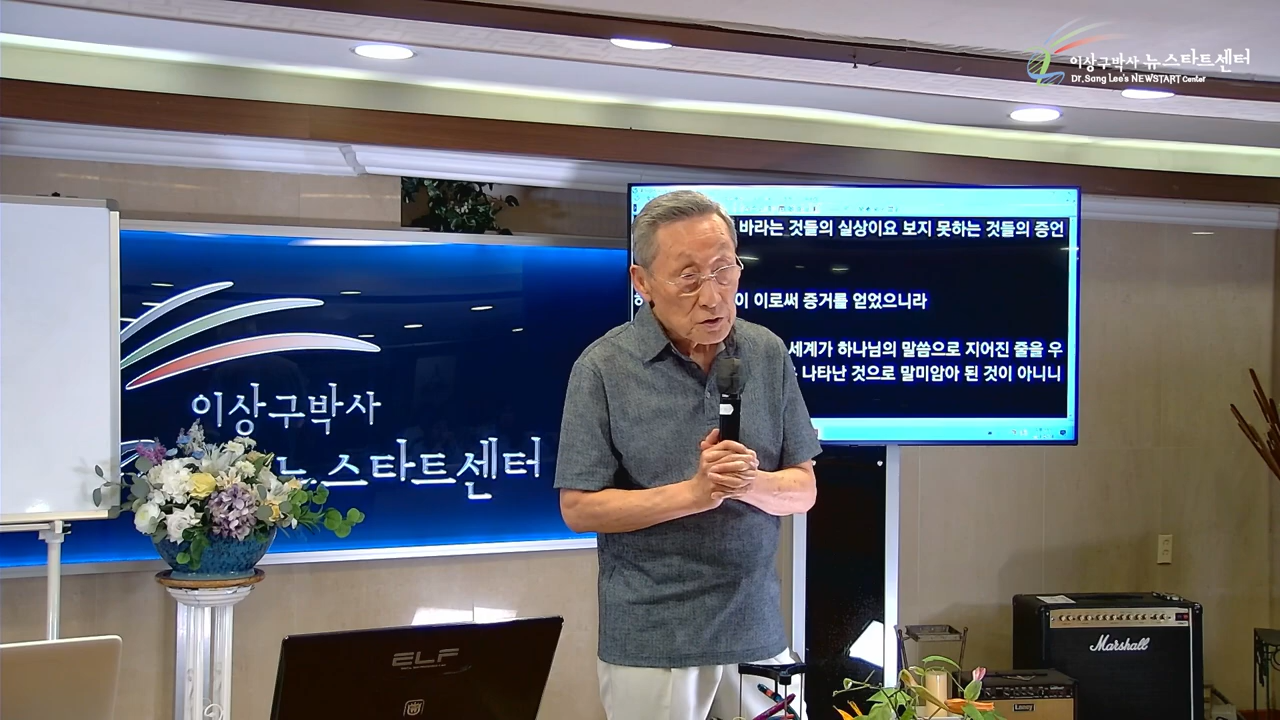 이상구박사 뉴스타트센터
Dr. Sang Lee's NEWSTART Center
바라는 것들의 실상이요 보지 못하는 것들의 증언
이 이로써 증거를 얻었으니라
세계가 하나님의 말씀으로 지어진 줄을 우
나타난 것으로 말미암아 된 것이 아니니
이상구박사
뉴스타트센터
ELF
Marshall
Laney